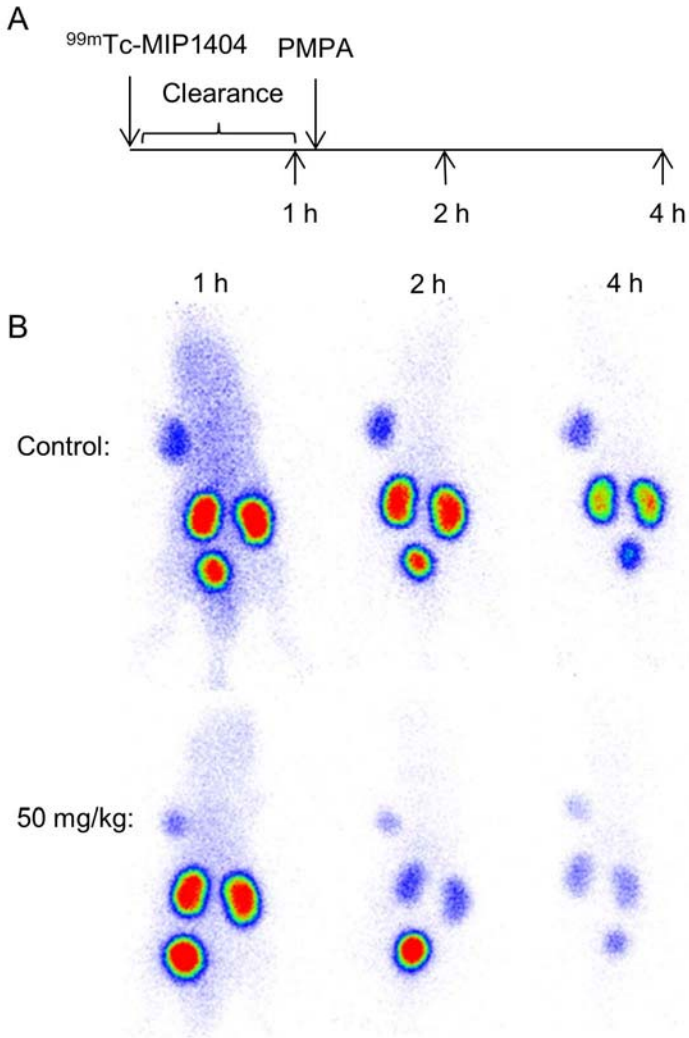 A
⁹⁹ᵐTc-MIP1404 PMPA
Clearance
1 h 2 h 4 h
1 h 2 h 4 h
B
Control:
50 mg/kg: